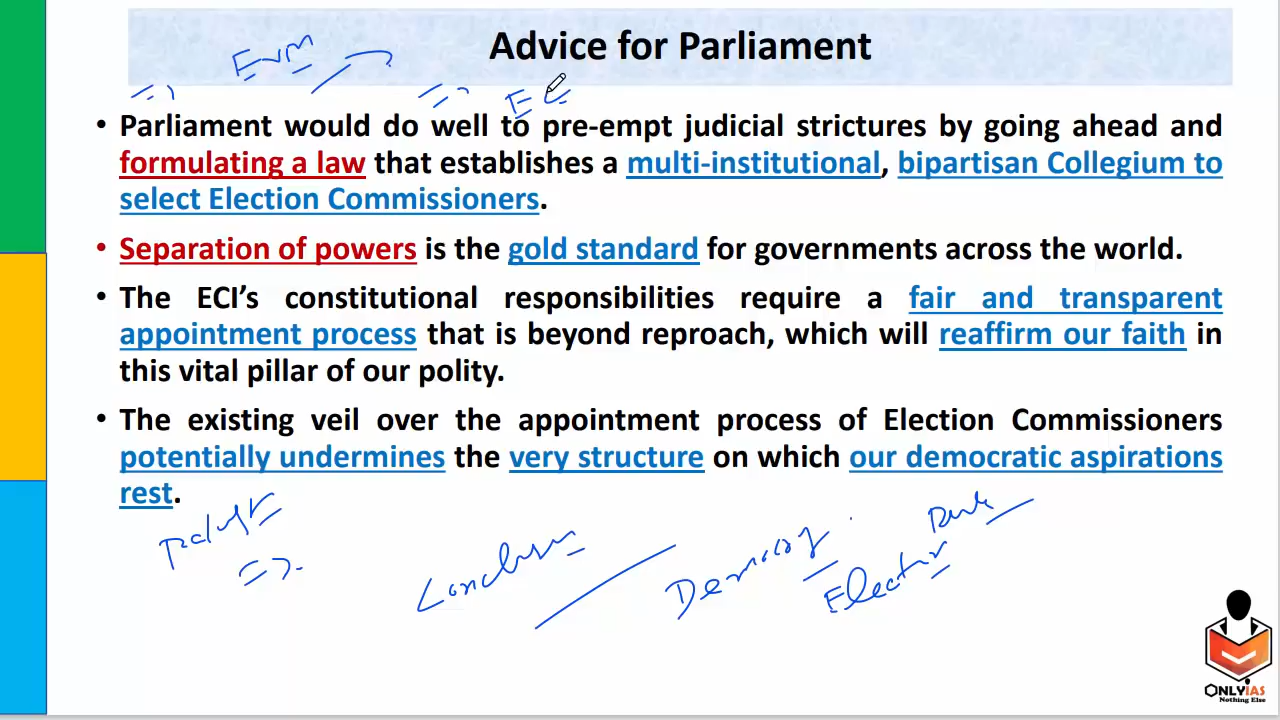 Advice for Parliament
EVM
EC
• Parliament would do well to pre-empt judicial strictures by going ahead and
formulating a law that establishes a multi-institutional, bipartisan Collegium to
select Election Commissioners.
• Separation of powers is the gold standard for governments across the world.
• The ECI’s constitutional responsibilities require a fair and transparent
appointment process that is beyond reproach, which will reaffirm our faith in
this vital pillar of our polity.
• The existing veil over the appointment process of Election Commissioners
potentially undermines the very structure on which our democratic aspirations
rest.
Conclusion
Democracy
Election
ONLYIAS
Nothing Else